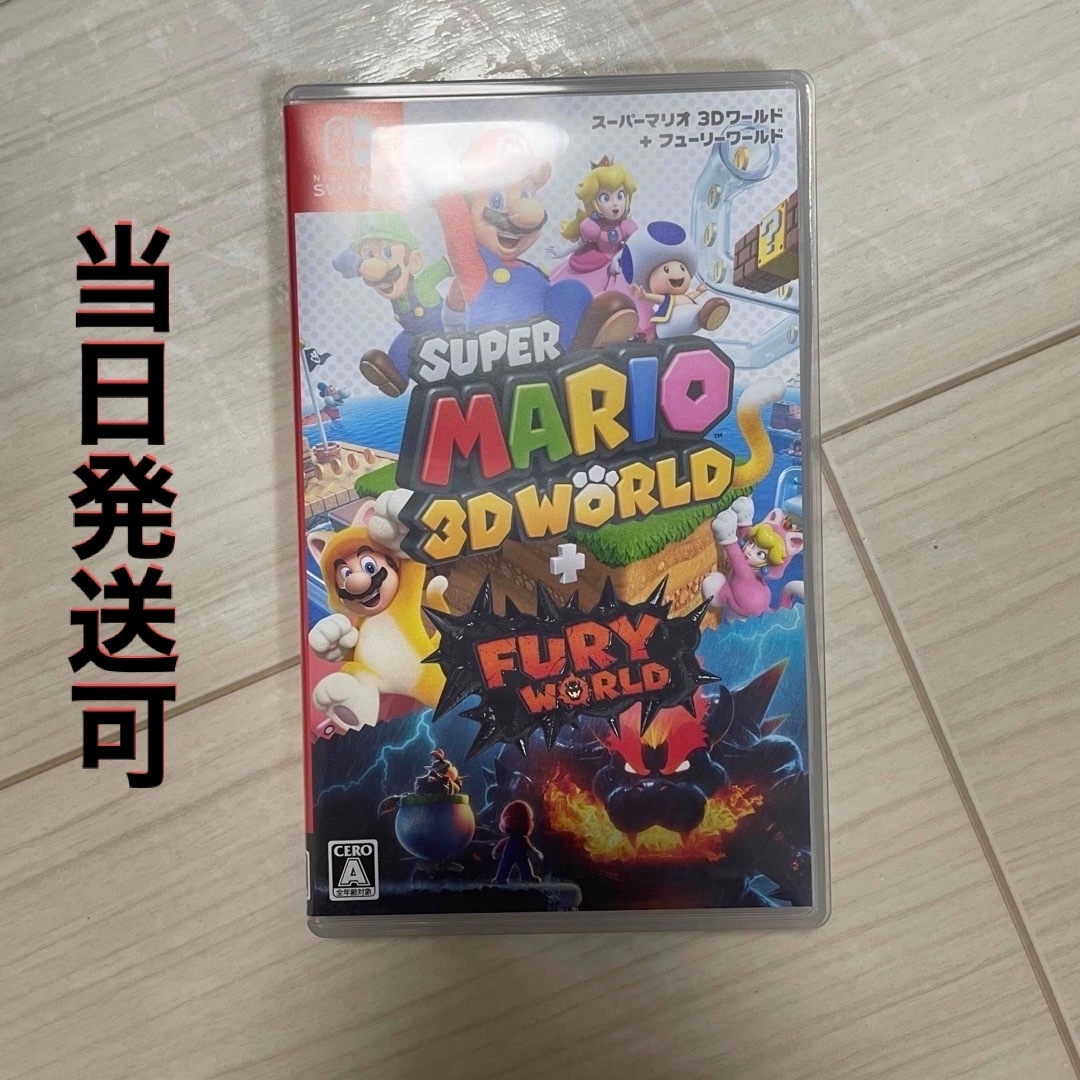 当日発送可
スーパーマリオ 3Dワールド
+ フューリーワールド
SUPER
MARIO™
3D WORLD
+
FURY
WORLD
CERO
A
全年齢対象